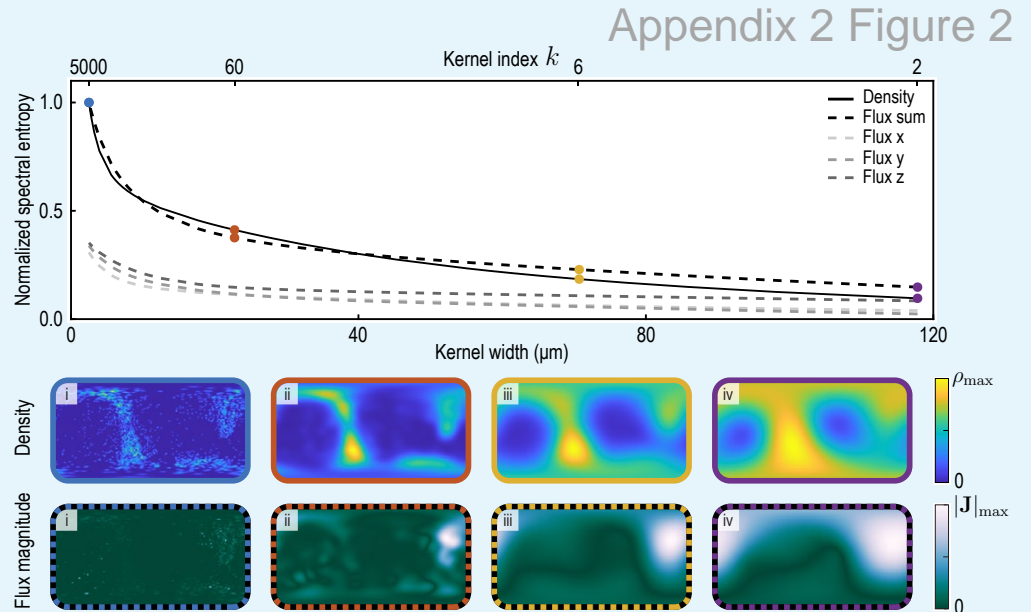 Appendix 2 Figure 2
Kernel index k
5000 60 6 2
Normalized spectral entropy
1.0
0.5
0.0
Density
Flux sum
Flux x
Flux y
Flux z
0 40 80 120
Kernel width (µm)
Density
i ii iii iv
ρmax
0
Flux magnitude
i ii iii iv
|J|max
0